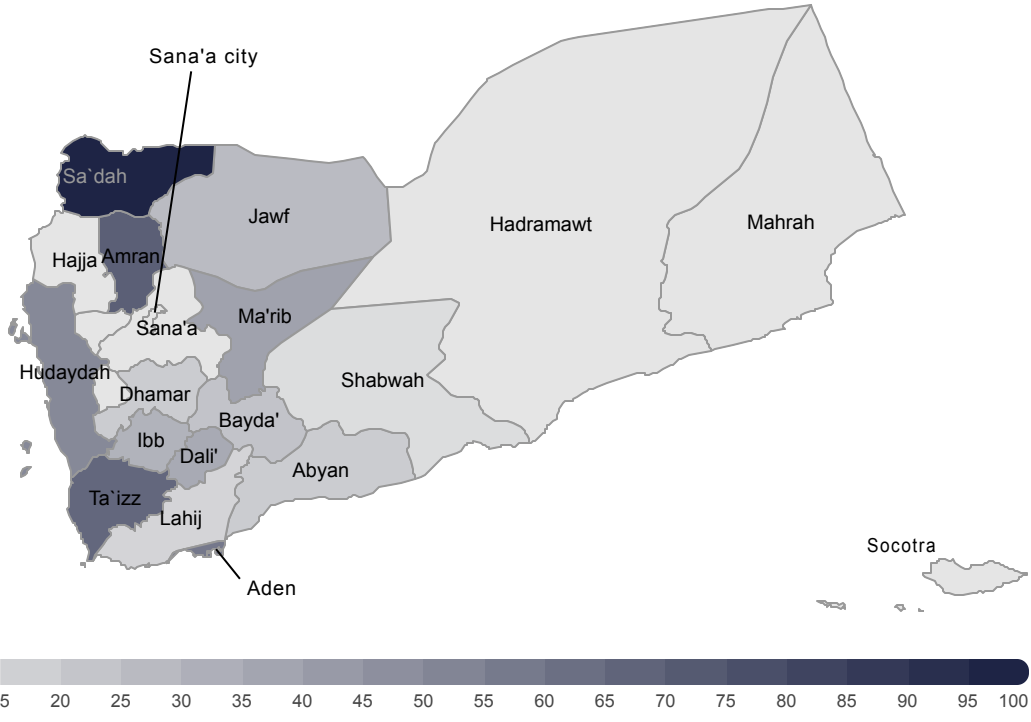 Sana'a city
Sa`dah
Jawf
Hadramawt
Mahrah
Hajja
Amran
Ma'rib
Sana'a
Hudaydah
Shabwah
Dhamar
Bayda'
Ibb
Dali'
Abyan
Ta`izz
Lahij
Socotra
Aden
5 20 25 30 35 40 45 50 55 60 65 70 75 80 85 90 95 100